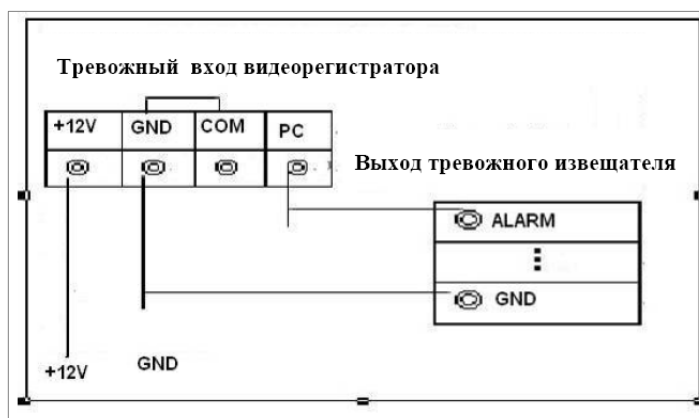 Тревожный вход видеорегистратора
+12V GND COM PC
Выход тревожного извещателя
ALARM
GND
+12V GND